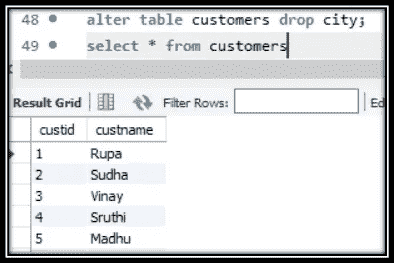 48 alter table customers drop city;
49 select * from customers
Result Grid Filter Rows: Ed
custid custname
1 Rupa
2 Sudha
3 Vinay
4 Sruthi
5 Madhu